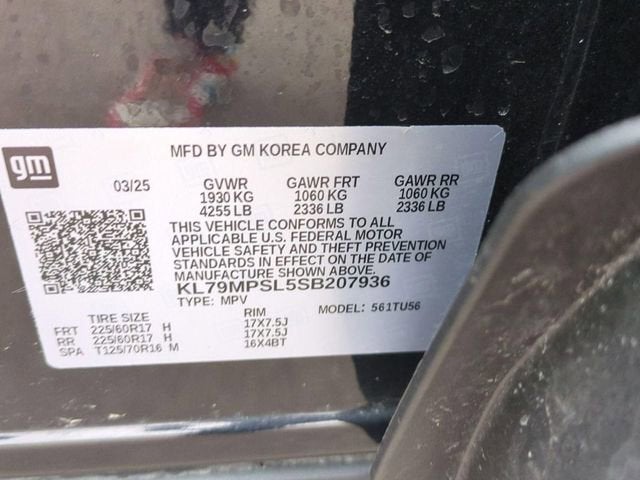 gm
MFD BY GM KOREA COMPANY
03/25 GVWR GAWR FRT GAWR RR
1930 KG 1060 KG 1060 KG
4255 LB 2336 LB 2336 LB
THIS VEHICLE CONFORMS TO ALL
APPLICABLE U.S. FEDERAL MOTOR
VEHICLE SAFETY AND THEFT PREVENTION
STANDARDS IN EFFECT ON THE DATE OF
MANUFACTURE SHOWN ABOVE.
KL79MPSL5SB207936
TYPE: MPV MODEL: 561TU56
TIRE SIZE RIM
FRT 225/60R17 H 17X7.5J
RR 225/60R17 H 17X7.5J
SPA T125/70R16 M 16X4BT